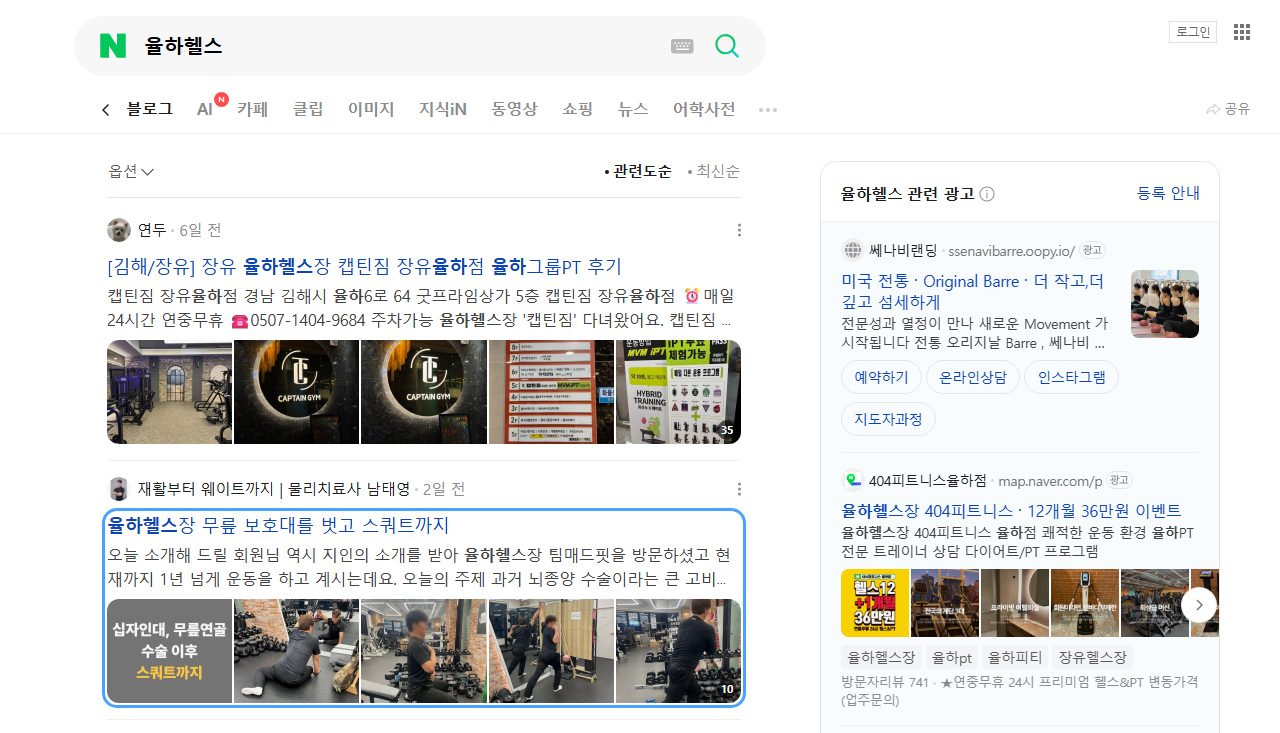 율하헬스
로그인
블로그
AI
N
카페
클립
이미지
지식iN
동영상
쇼핑
뉴스
어학사전
공유
옵션
• 관련도순
• 최신순
연두 · 6일 전
[김해/장유] 장유 율하헬스장 캡틴짐 장유율하점 율하그룹PT 후기
캡틴짐 장유율하점 경남 김해시 율하6로 64 굿프라임상가 5층 캡틴짐 장유율하점 ⏰매일
24시간 연중무휴 ☎️0507-1404-9684 주차가능 율하헬스장 '캡틴짐' 다녀왔어요. 캡틴짐 ...
CAPTAIN GYM
CAPTAIN GYM
CAPTAIN GYM
체험가능
HYBRID
TRAINING
35
재활부터 웨이트까지 | 물리치료사 남태영 · 2일 전
율하헬스장 무릎 보호대를 벗고 스쿼트까지
오늘 소개해 드릴 회원님 역시 지인의 소개를 받아 율하헬스장 팀매드핏을 방문하셨고 현
재까지 1년 넘게 운동을 하고 계시는데요. 오늘의 주제 과거 뇌종양 수술이라는 큰 고비...
십자인대, 무릎연골
수술 이후
스쿼트까지
10
율하헬스 관련 광고
등록 안내
쎄나비랜딩 · ssenavibarre.oopy.io/ 광고
미국 전통 · Original Barre · 더 작고,더
깊고 섬세하게
전문성과 열정이 만나 새로운 Movement 가
시작됩니다 전통 오리지날 Barre , 쎄나비 ...
예약하기
온라인상담
인스타그램
지도자과정
404피트니스율하점 · map.naver.com/p 광고
율하헬스장 404피트니스 · 12개월 36만원 이벤트
율하헬스장 404피트니스 율하점 쾌적한 운동 환경 율하PT
전문 트레이너 상담 다이어트/PT 프로그램
헬스12
+1개월
36만원
전국의 계단 3대
최상급 머신
율하헬스장
율하pt
율하피티
장유헬스장
방문자리뷰 741 · ★연중무휴 24시 프리미엄 헬스&PT 변동가격
(업주문의)